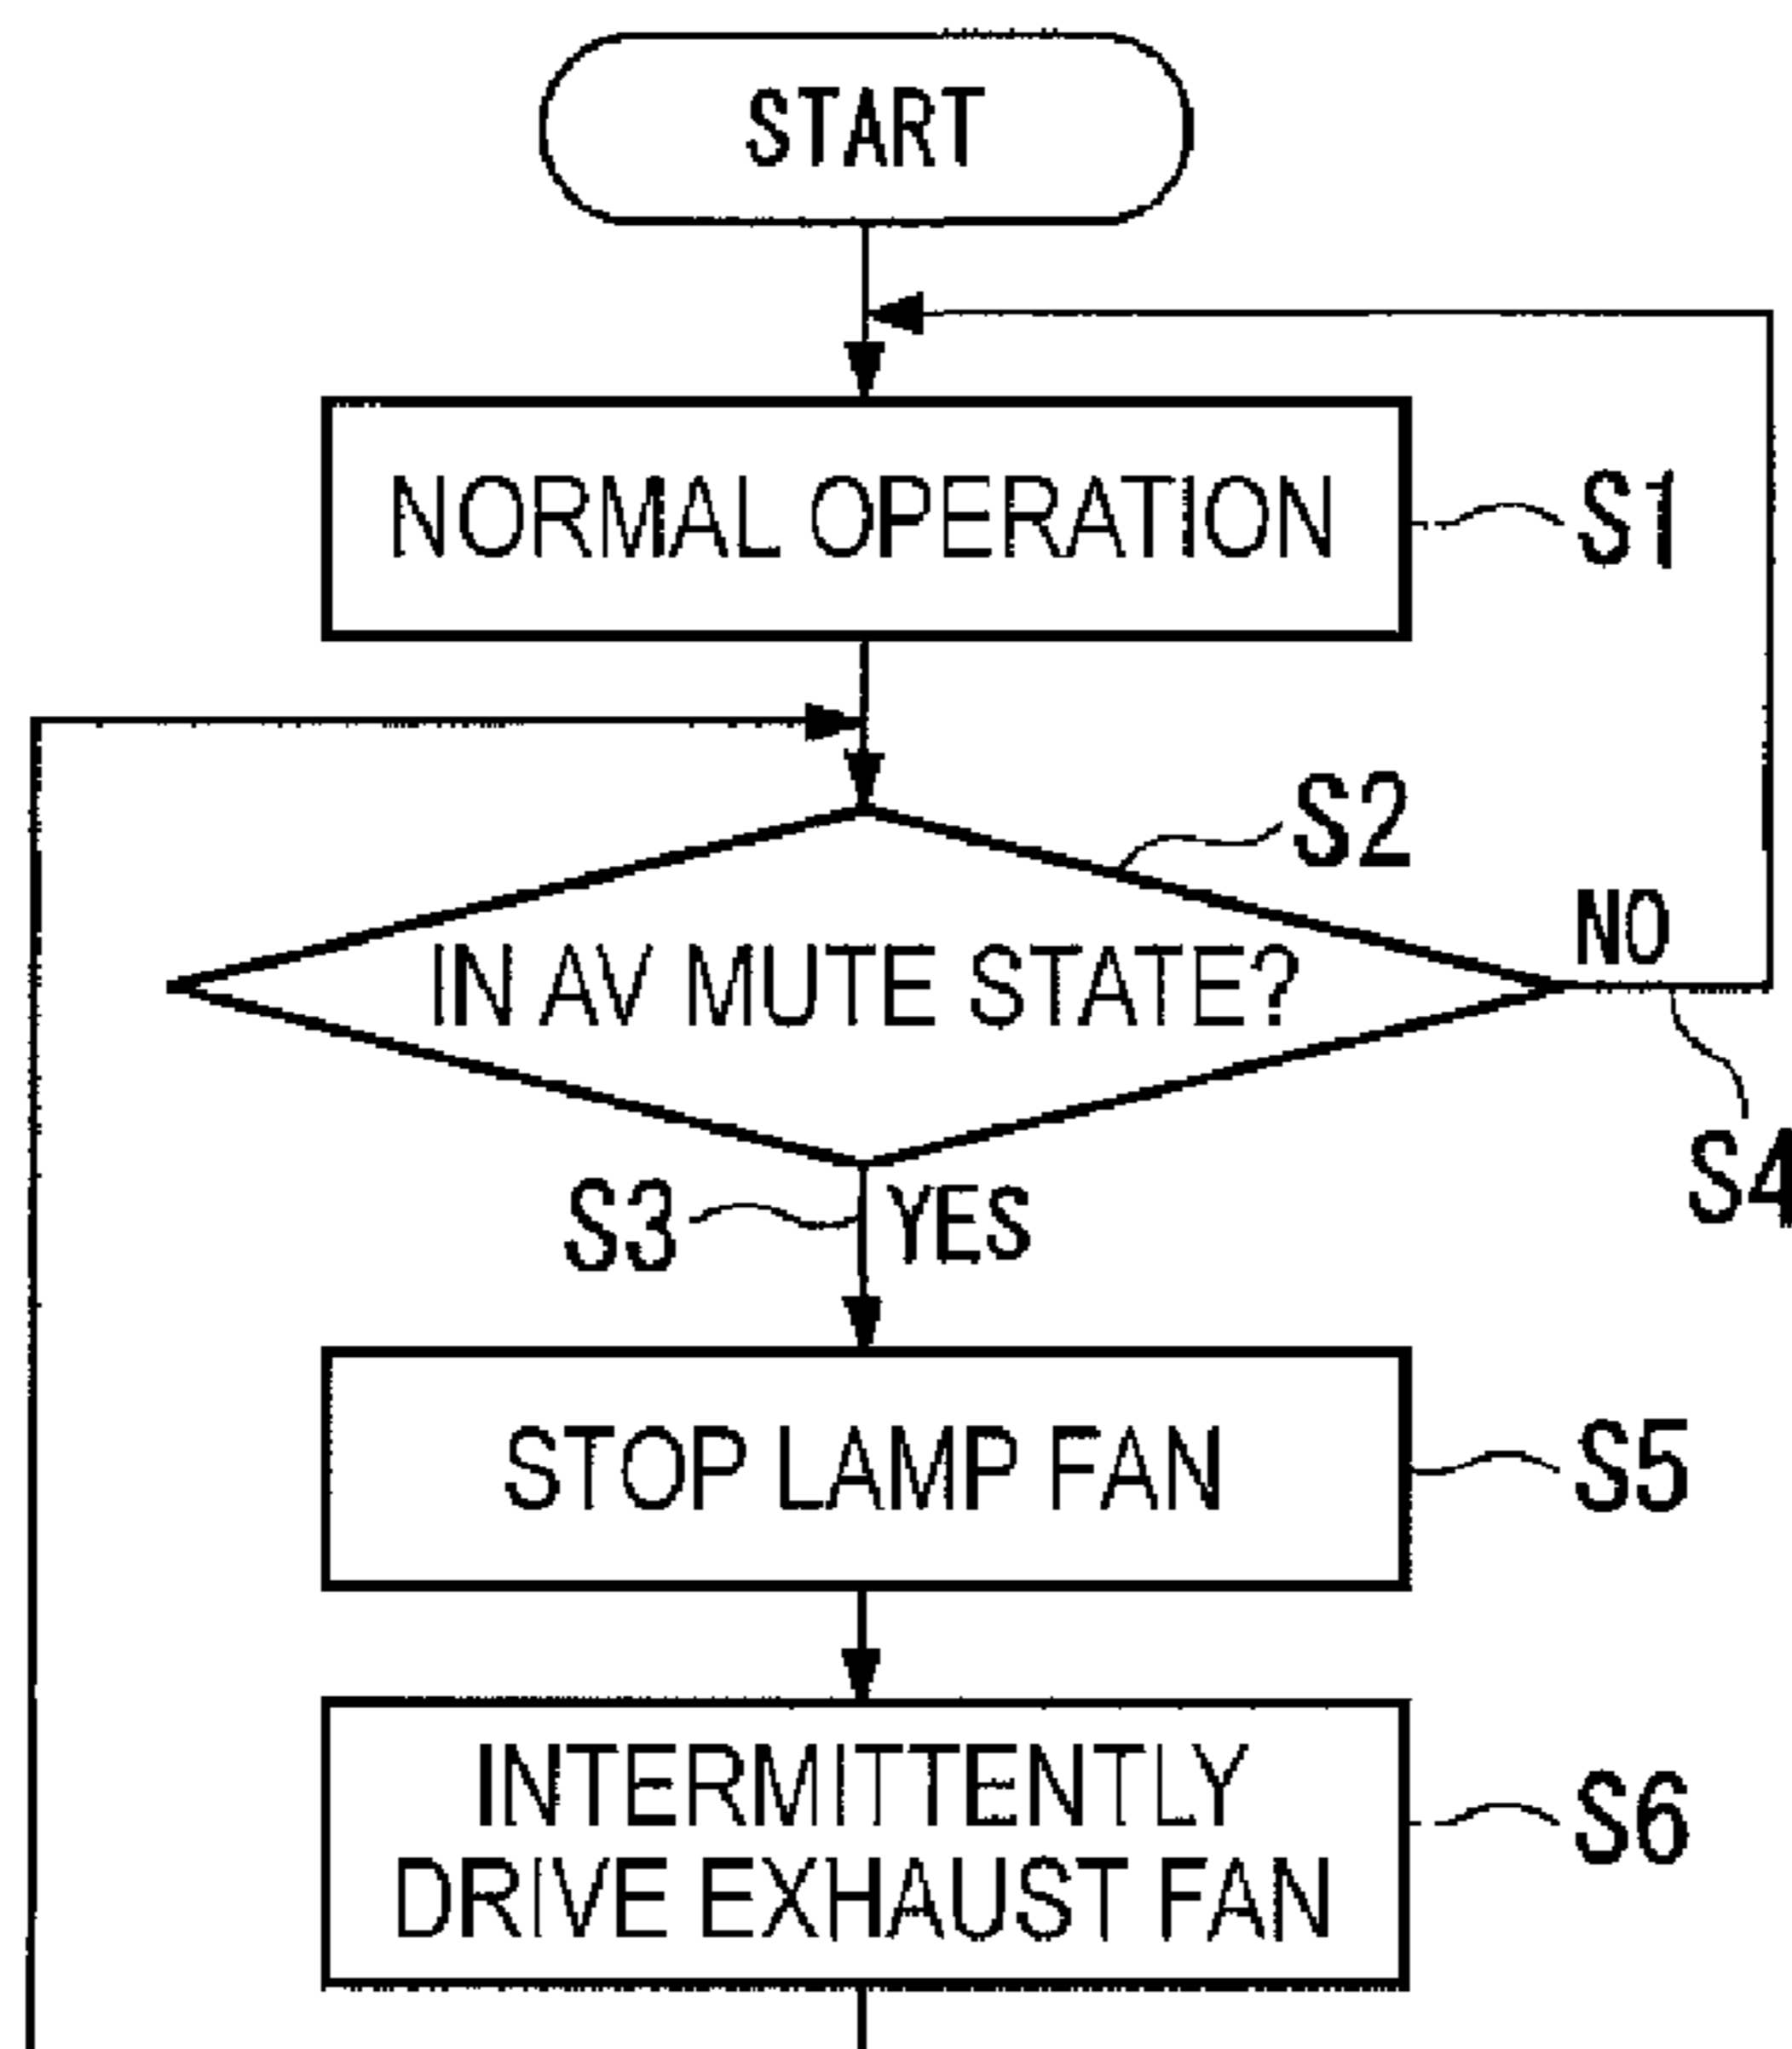 START
NORMAL OPERATION
S1
S2
IN AV MUTE STATE?
NO
S4
S3
YES
STOP LAMP FAN
S5
INTERMITTENTLY
DRIVE EXHAUST FAN
S6